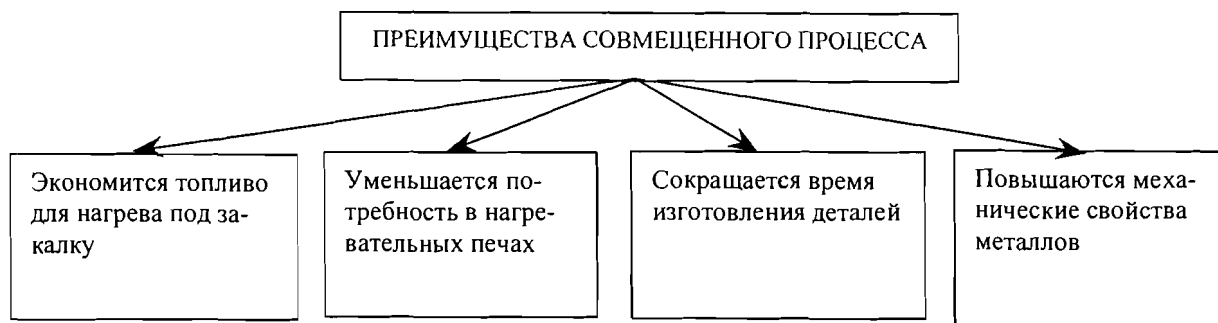 ПРЕИМУЩЕСТВА СОВМЕЩЕННОГО ПРОЦЕССА
Экономится топливо
для нагрева под за-
калку
Уменьшается по-
требность в нагре-
вательных печах
Сокращается время
изготовления деталей
Повышаются меха-
нические свойства
металлов